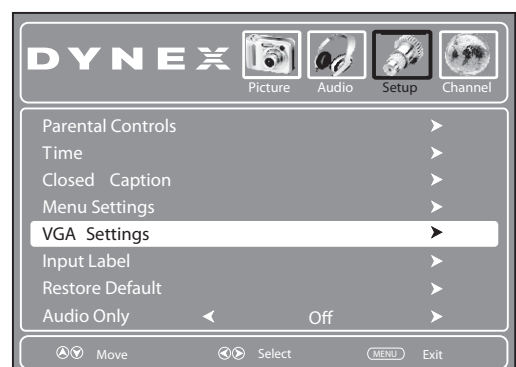 DYNEX
Picture Audio Setup Channel
Parental Controls
Time
Closed Caption
Menu Settings
VGA Settings
Input Label
Restore Default
Audio Only Off
Move Select MENU Exit